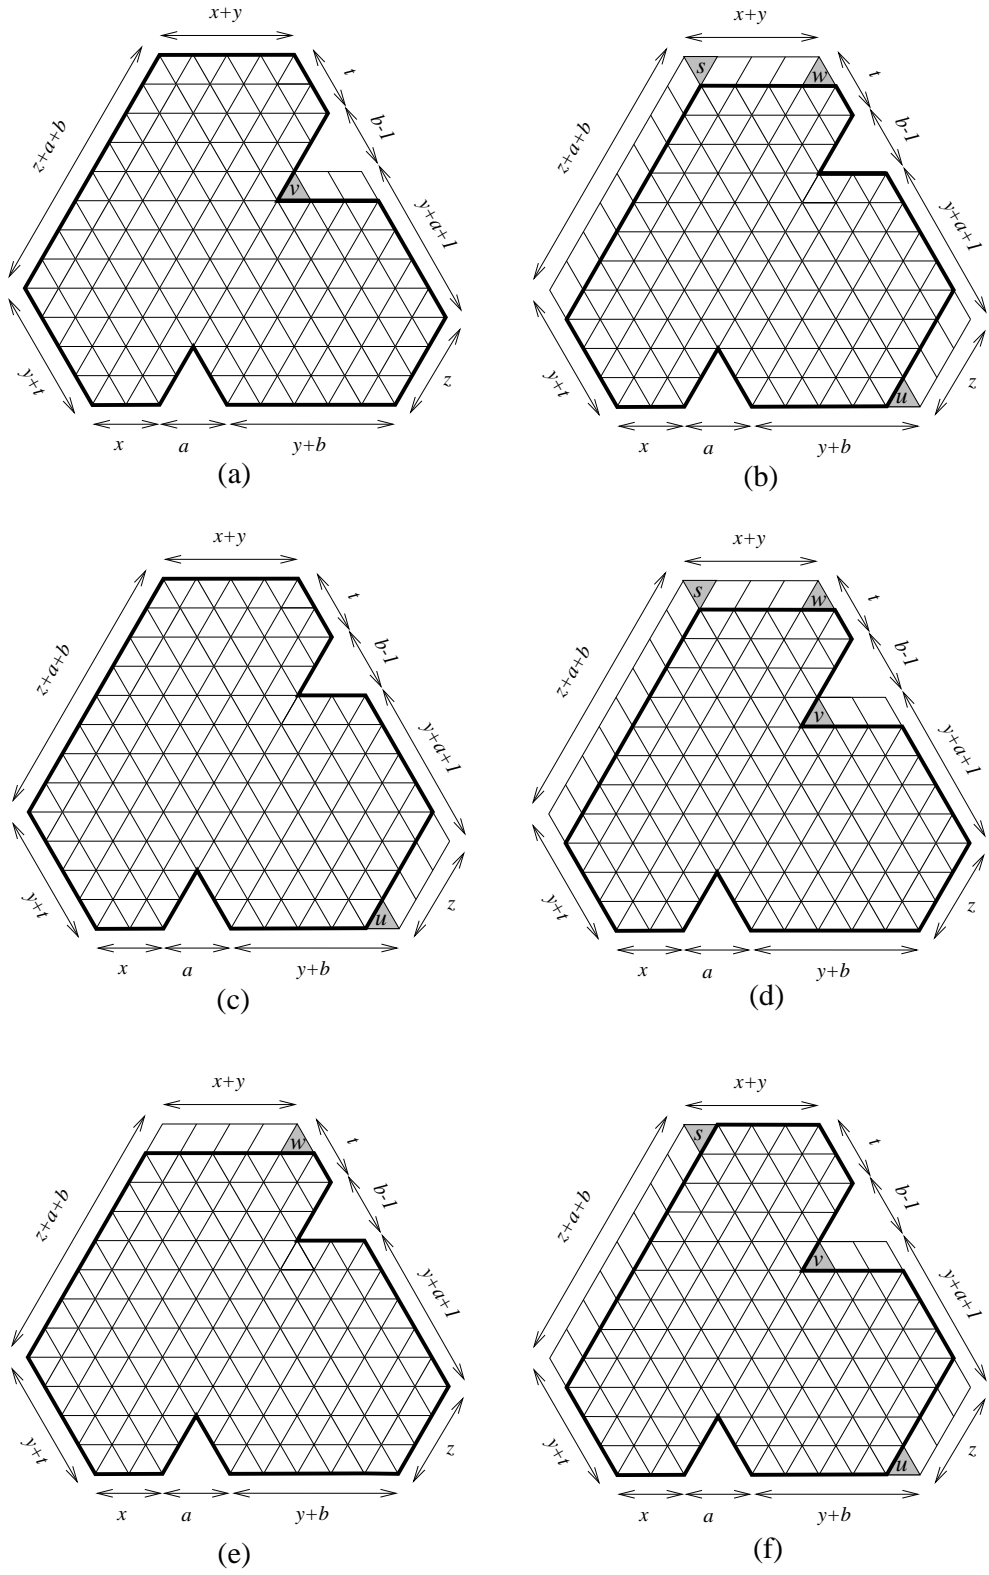 x+y
t
b-1
z+a+b
v
y+a+1
y+t
z
x
a
y+b
(a)
x+y
s
w
t
b-1
z+a+b
y+a+1
y+t
z
u
x
a
y+b
(b)
x+y
t
b-1
z+a+b
y+a+1
y+t
z
u
x
a
y+b
(c)
x+y
s
w
t
b-1
z+a+b
v
y+a+1
y+t
z
x
a
y+b
(d)
x+y
w
t
b-1
z+a+b
y+a+1
y+t
z
x
a
y+b
(e)
x+y
s
t
b-1
z+a+b
v
y+a+1
y+t
z
u
x
a
y+b
(f)